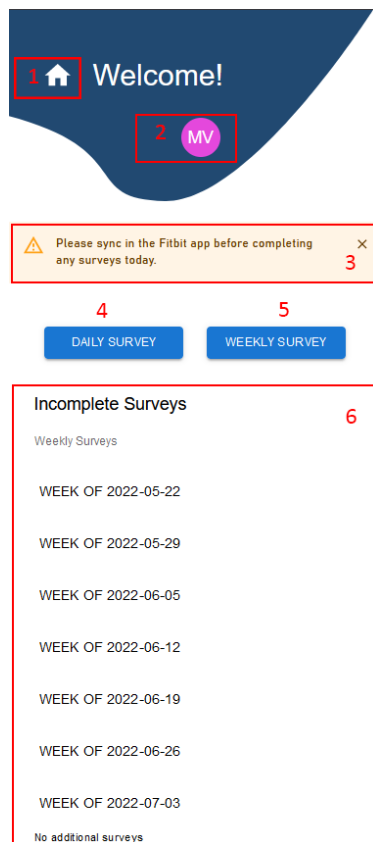 1 Welcome!
2 MV
Please sync in the Fitbit app before completing
any surveys today.
3
4 5
DAILY SURVEY WEEKLY SURVEY
Incomplete Surveys
6
Weekly Surveys
WEEK OF 2022-05-22
WEEK OF 2022-05-29
WEEK OF 2022-06-05
WEEK OF 2022-06-12
WEEK OF 2022-06-19
WEEK OF 2022-06-26
WEEK OF 2022-07-03
No additional surveys